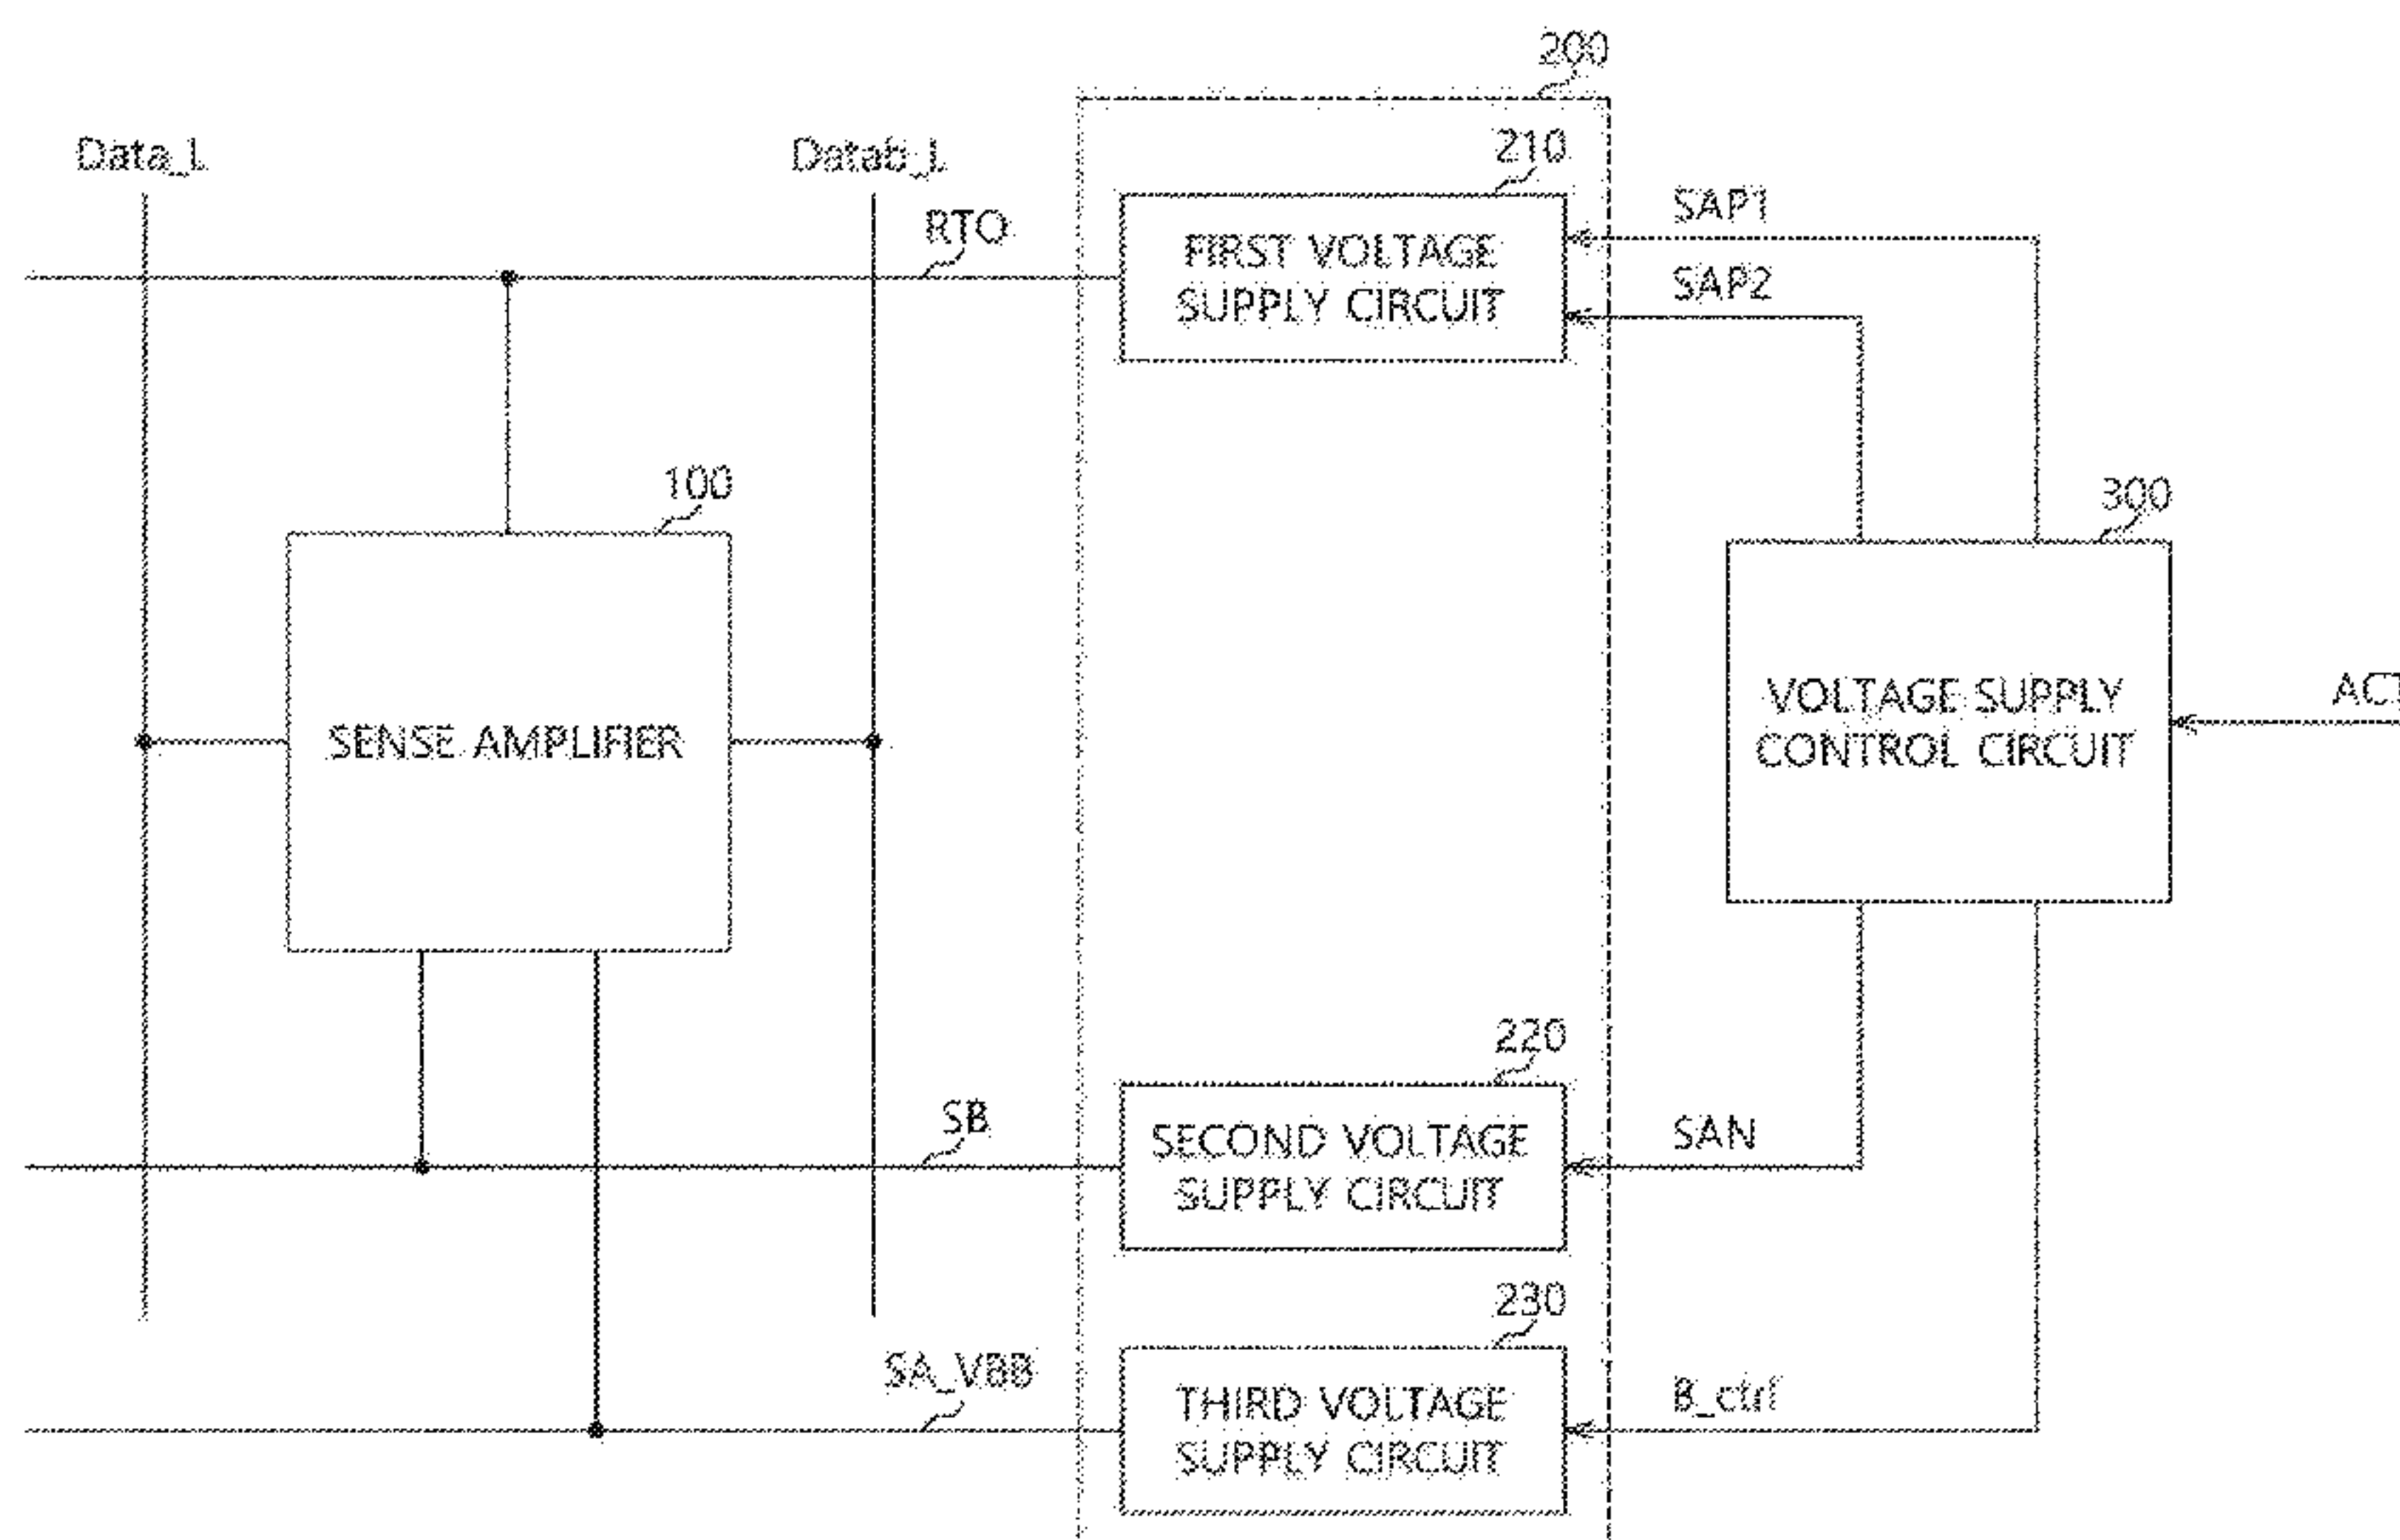 200
210
Data_L
Datab_L
SAP1
RTO
FIRST VOLTAGE
SUPPLY CIRCUIT
SAP2
100
300
SENSE AMPLIFIER
VOLTAGE SUPPLY
CONTROL CIRCUIT
ACT
220
SB
SECOND VOLTAGE
SUPPLY CIRCUIT
SAN
230
SA_VBB
THIRD VOLTAGE
SUPPLY CIRCUIT
B_ctrl